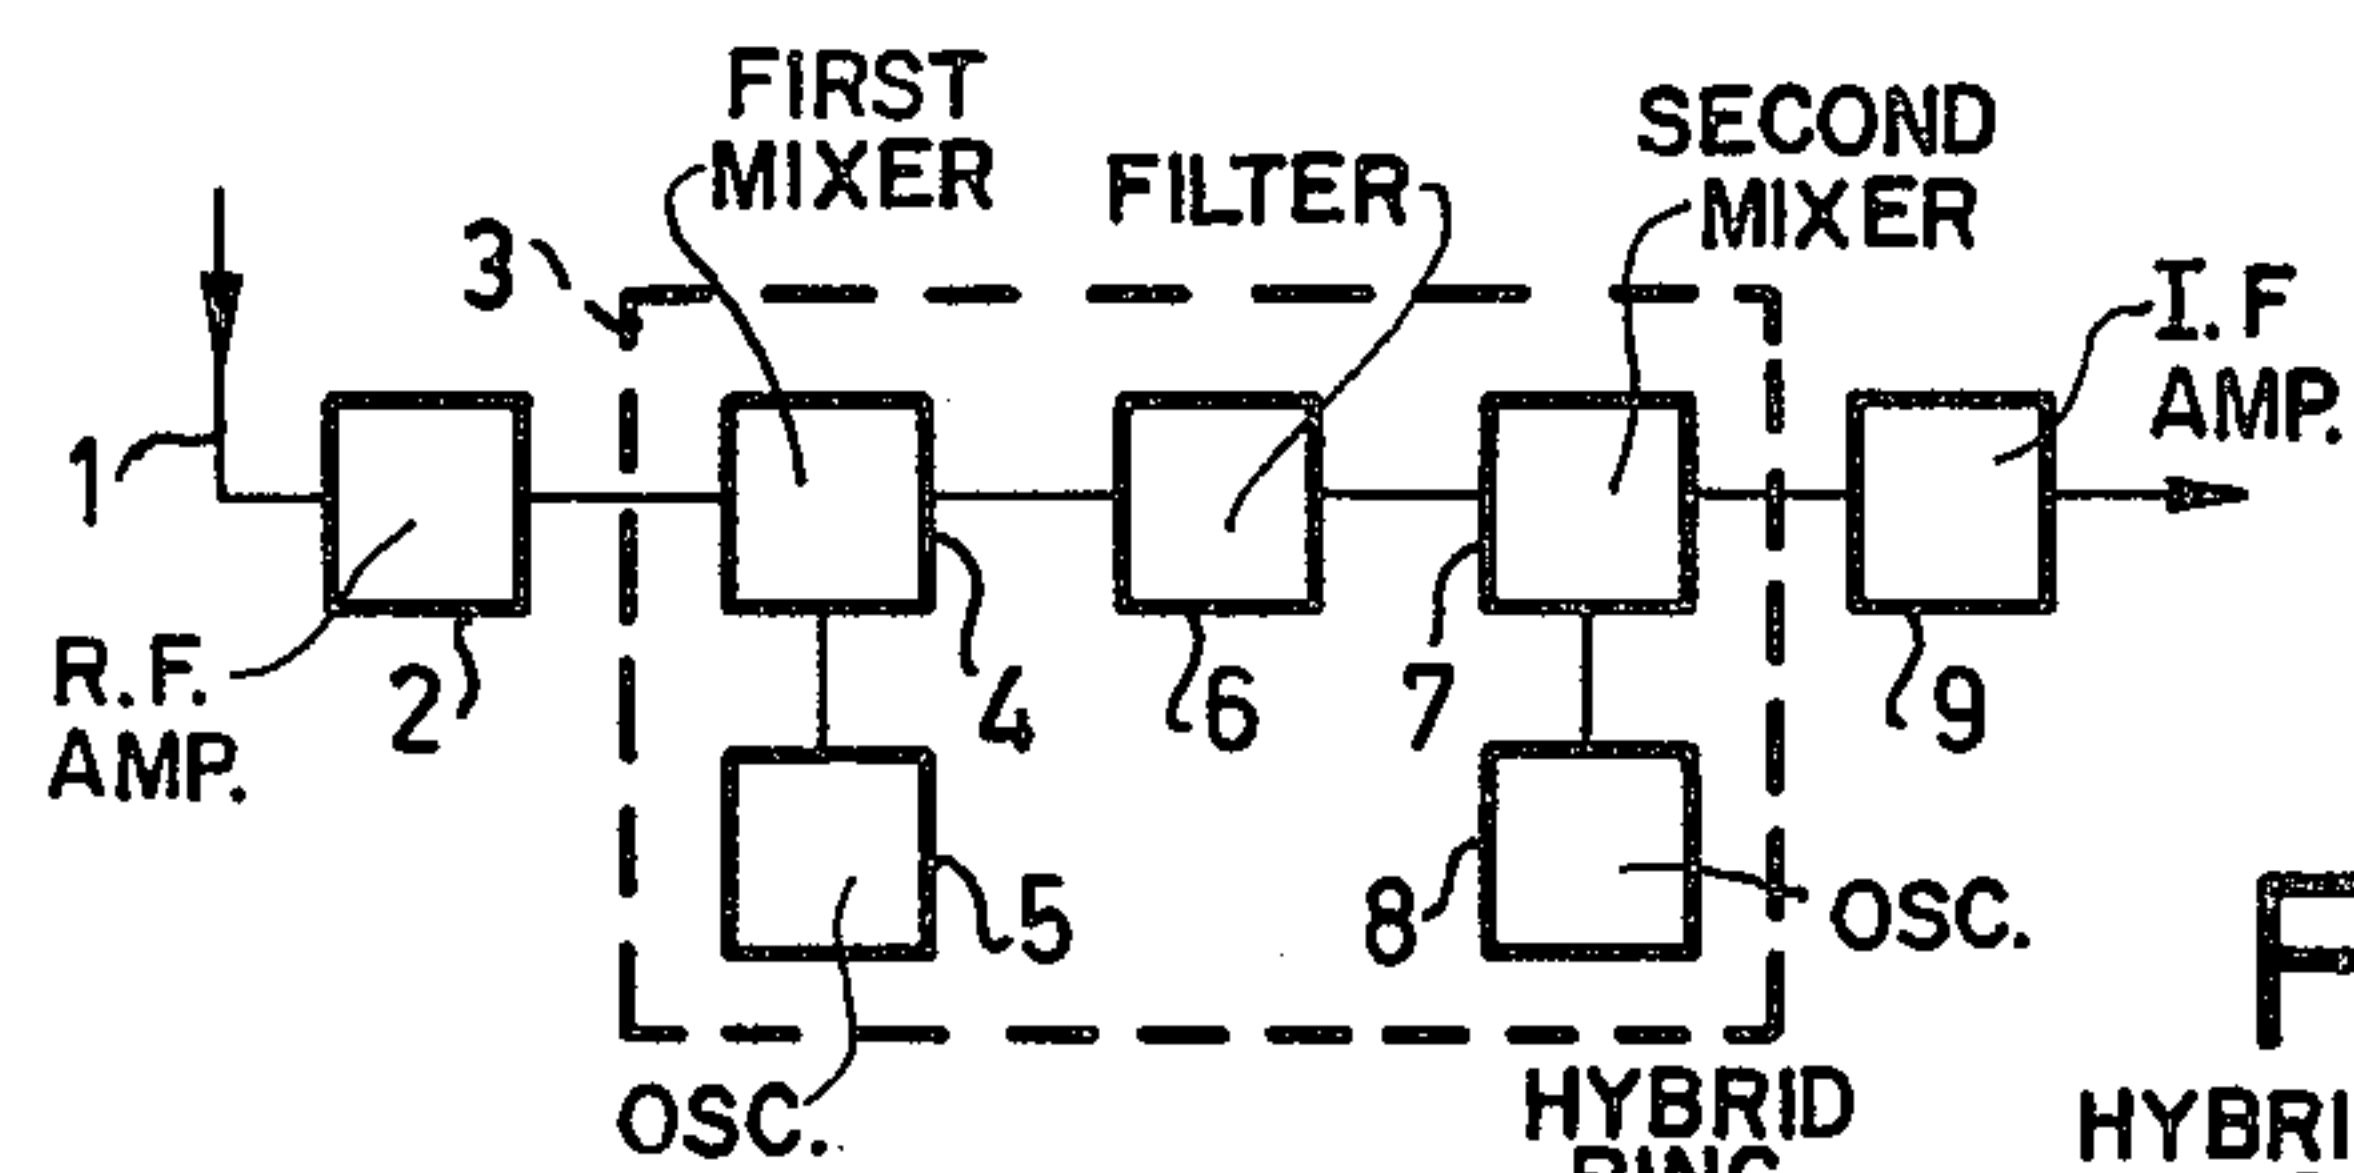 FIRST
MIXER
FILTER
SECOND
MIXER
3
I.F
AMP.
1
R.F.
AMP.
2
4
6
7
9
5
8
OSC.
OSC.
HYBRID
RING